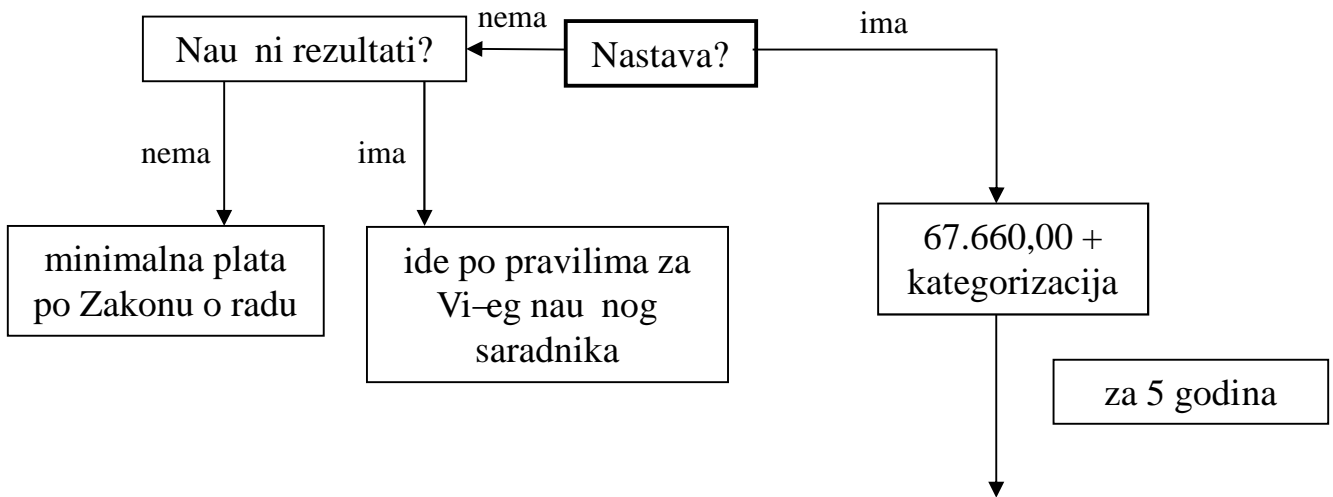 nema
ima
Nau ni rezultati?
Nastava?
nema
ima
minimalna plata
po Zakonu o radu
ide po pravilima za
Vi–eg nau nog
saradnika
67.660,00 +
kategorizacija
za 5 godina